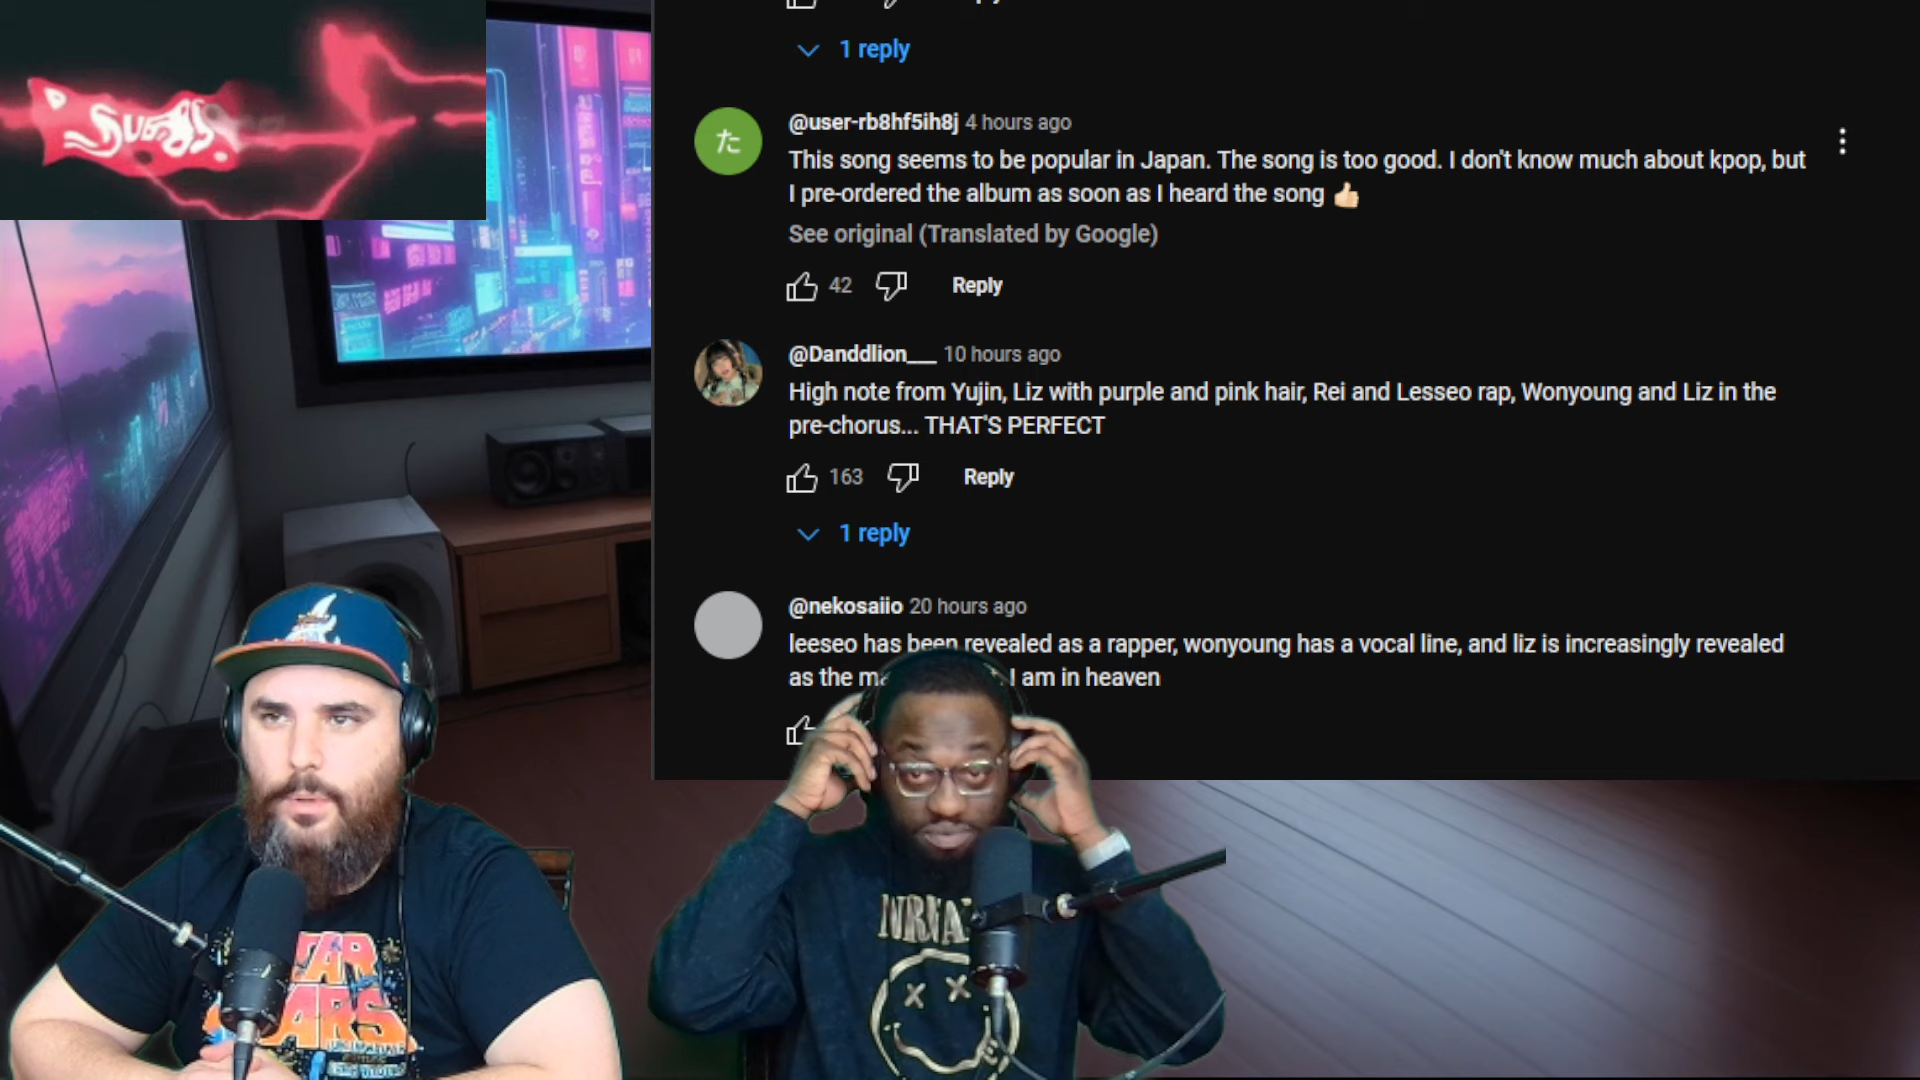 1 reply
た
@user-rb8hf5ih8j 4 hours ago
This song seems to be popular in Japan. The song is too good. I don't know much about kpop, but
I pre-ordered the album as soon as I heard the song 👍🏻
See original (Translated by Google)
42 Reply
@Danddlion___ 10 hours ago
High note from Yujin, Liz with purple and pink hair, Rei and Lesseo rap, Wonyoung and Liz in the
pre-chorus... THAT'S PERFECT
163 Reply
1 reply
@nekosaiio 20 hours ago
leeseo has been revealed as a rapper, wonyoung has a vocal line, and liz is increasingly revealed
as the I am in heaven
STAR
WARS
NIRVA